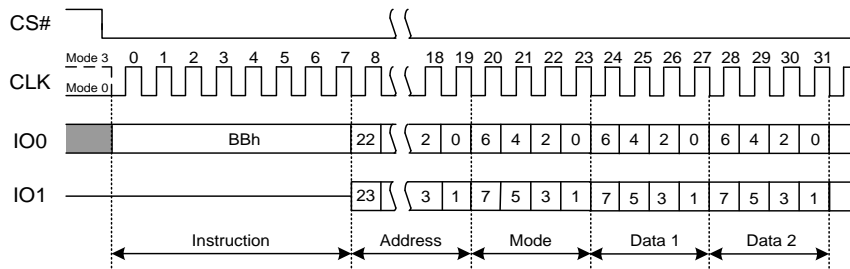 CS#
Mode 3 0 1 2 3 4 5 6 7 8 18 19 20 21 22 23 24 25 26 27 28 29 30 31
CLK
Mode 0
IO0 BBh 22 2 0 6 4 2 0 6 4 2 0 6 4 2 0
IO1 23 3 1 7 5 3 1 7 5 3 1 7 5 3 1
Instruction Address Mode Data 1 Data 2